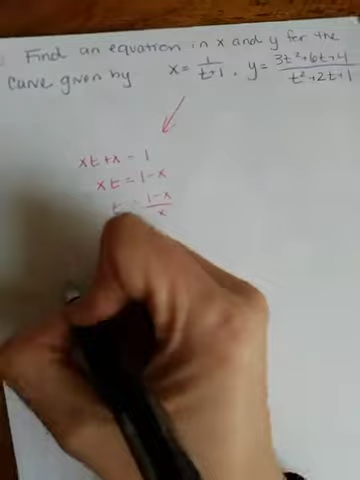 Find an equation in x and y for the
curve given by x = 1/(t+1), y = (3t²+6t+4)/(t²+2t+1)
xt + x = 1
xt = 1-x
t = (1-x)/x